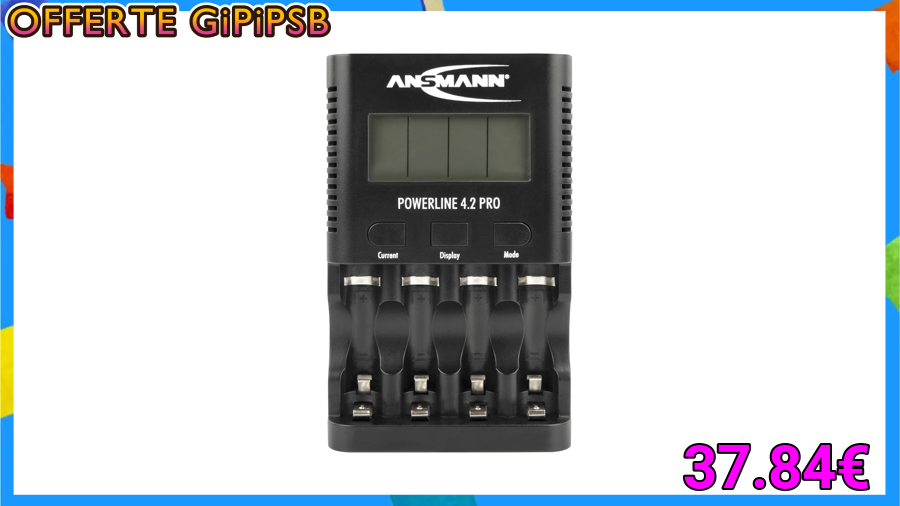 OFFERTE GiPiPSB
ANSMANN®
POWERLINE 4.2 PRO
Current Display Mode
37.84€